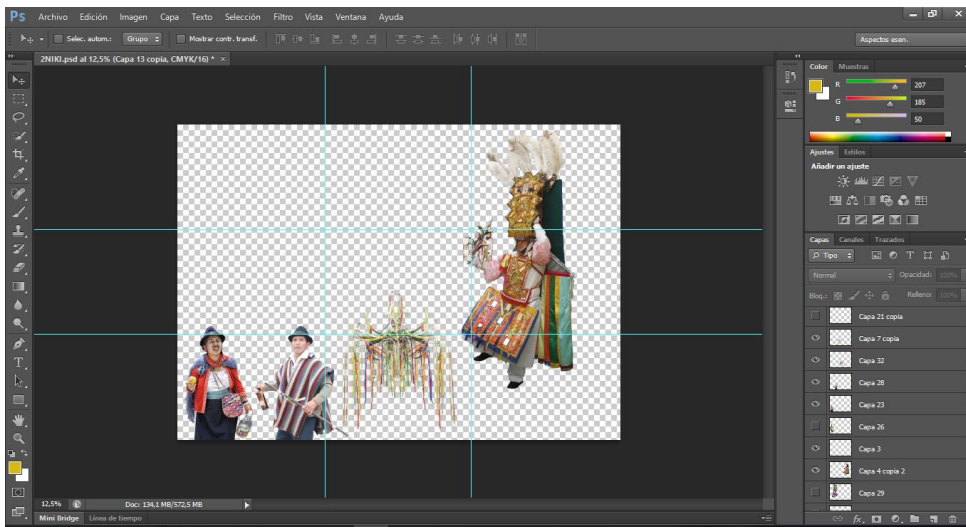 Ps Archivo Edición Imagen Capa Texto Selección Filtro Vista Ventana Ayuda
Selec. autom.: Grupo Mostrar contr. transf. Aspectos esen.
2NIKI.psd al 12,5% (Capa 13 copia, CMYK/16) * ×
Color Muestras
R 207
G 185
B 50
Ajustes Estilos
Añadir un ajuste
Capas Canales Trazados
Tipo
Normal Opacidad: 100%
Bloq.: Relleno: 100%
Capa 21 copia
Capa 7 copia
Capa 32
Capa 28
Capa 23
Capa 26
Capa 3
Capa 4 copia 2
Capa 29
12,5% Doc: 134,1 MB/572,5 MB
Mini Bridge Línea de tiempo